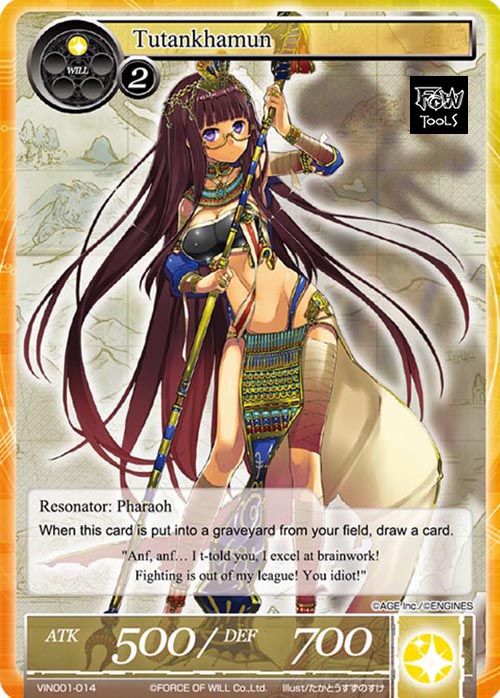 Tutankhamun
WILL
2
FOW
TOOLS
Resonator: Pharaoh
When this card is put into a graveyard from your field, draw a card.
"Anf, anf… I t-told you, I excel at brainwork!
Fighting is out of my league! You idiot!"
©AGE Inc./©ENGINES
ATK 500/ DEF 700
VIN001-014 ©FORCE OF WILL Co.,Ltd. Illust/たかとうすずのすけ